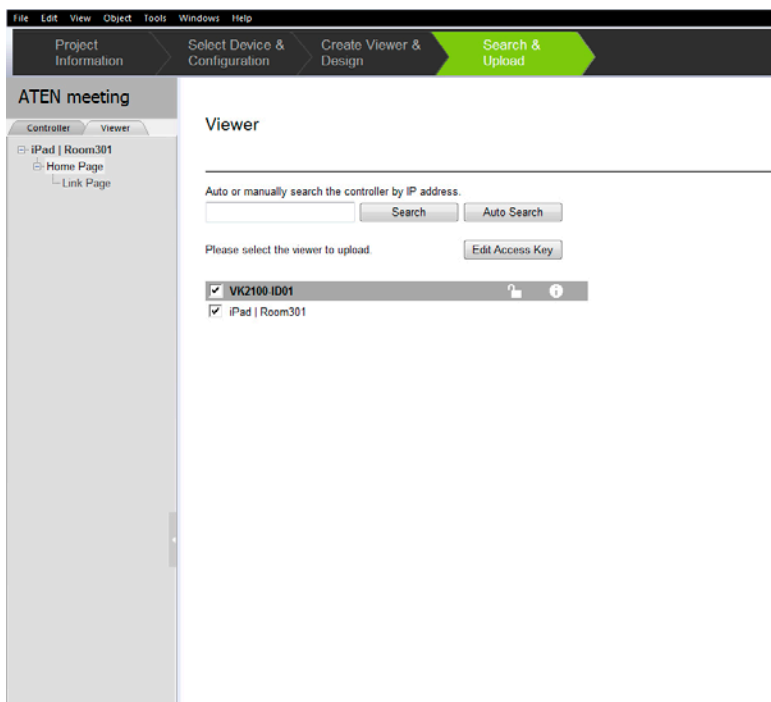 File Edit View Object Tools Windows Help
Project Information
Select Device & Configuration
Create Viewer & Design
Search & Upload
ATEN meeting
Controller Viewer
iPad | Room301
Home Page
Link Page
Viewer
Auto or manually search the controller by IP address.
Search Auto Search
Please select the viewer to upload. Edit Access Key
VK2100-ID01
iPad | Room301